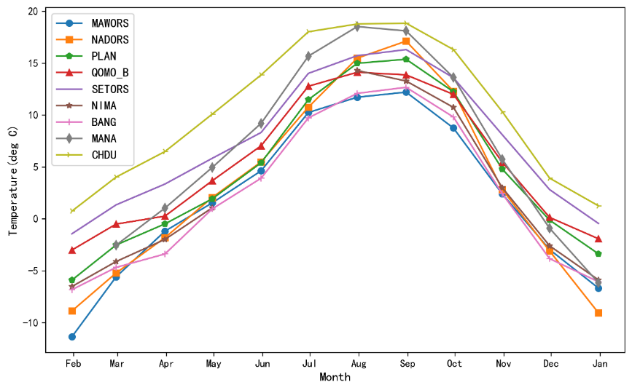 20
15
10
5
0
-5
-10
Temperature(deg C)
MAWORS
NADORS
PLAN
QOMO_B
SETORS
NIMA
BANG
MANA
CHDU
Feb Mar Apr May Jun Jul Aug Sep Oct Nov Dec Jan
Month